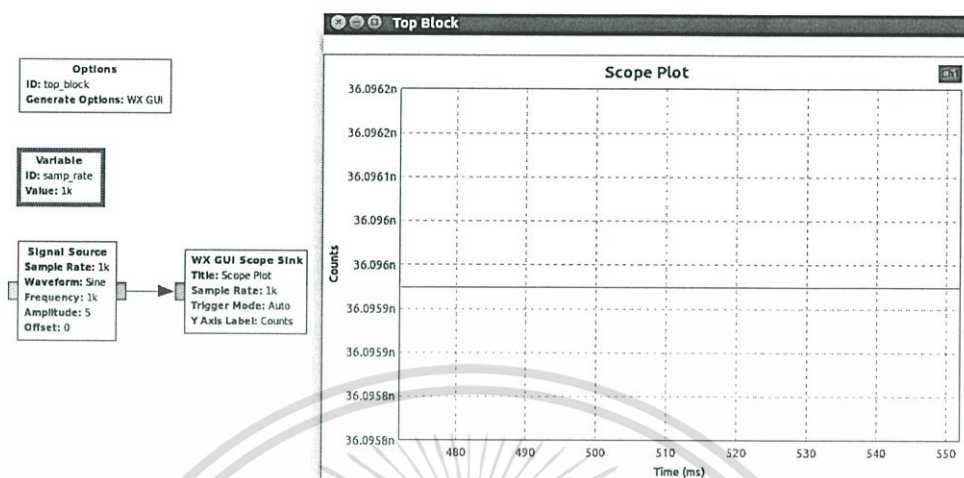 Options
ID: top_block
Generate Options: WX GUI
Variable
ID: samp_rate
Value: 1k
Signal Source
Sample Rate: 1k
Waveform: Sine
Frequency: 1k
Amplitude: 5
Offset: 0
WX GUI Scope Sink
Title: Scope Plot
Sample Rate: 1k
Trigger Mode: Auto
Y Axis Label: Counts
Top Block
Scope Plot
Ch1
Counts
36.0962n
36.0962n
36.0961n
36.096n
36.096n
36.0959n
36.0959n
36.0958n
36.0958n
480 490 500 510 520 530 540 550
Time (ms)